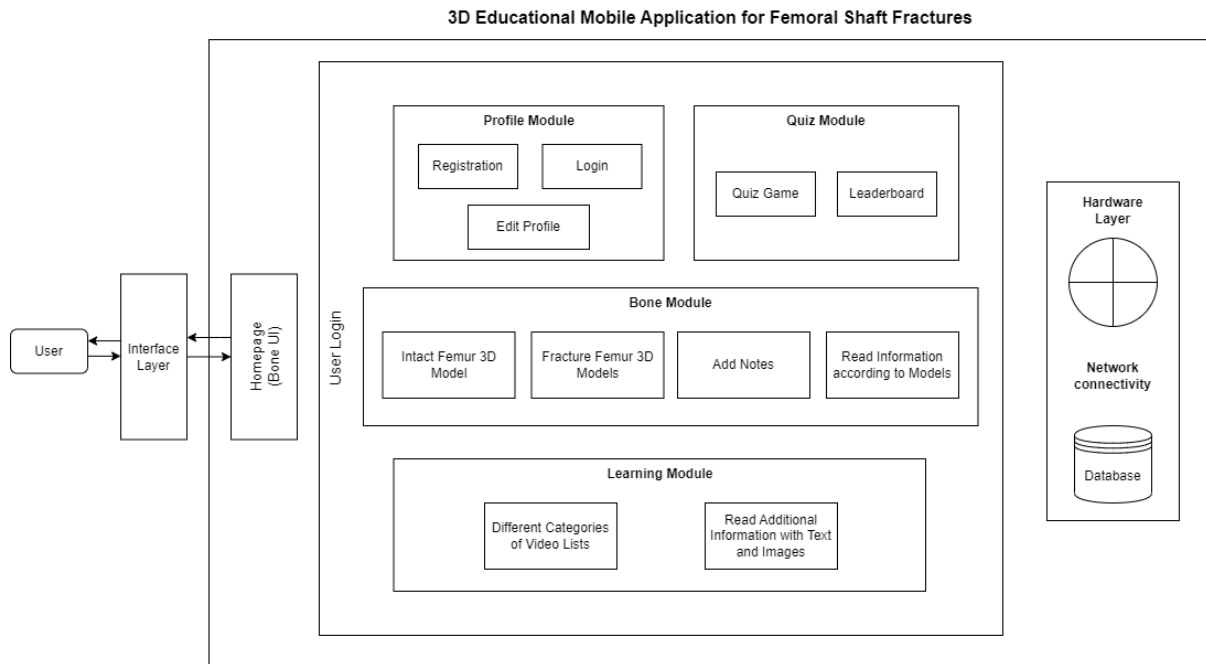 3D Educational Mobile Application for Femoral Shaft Fractures
User
Interface
Layer
Homepage
(Bone UI)
User Login
Profile Module
Registration
Login
Edit Profile
Quiz Module
Quiz Game
Leaderboard
Bone Module
Intact Femur 3D
Model
Fracture Femur 3D
Models
Add Notes
Read Information
according to Models
Learning Module
Different Categories
of Video Lists
Read Additional
Information with Text
and Images
Hardware
Layer
Network
connectivity
Database